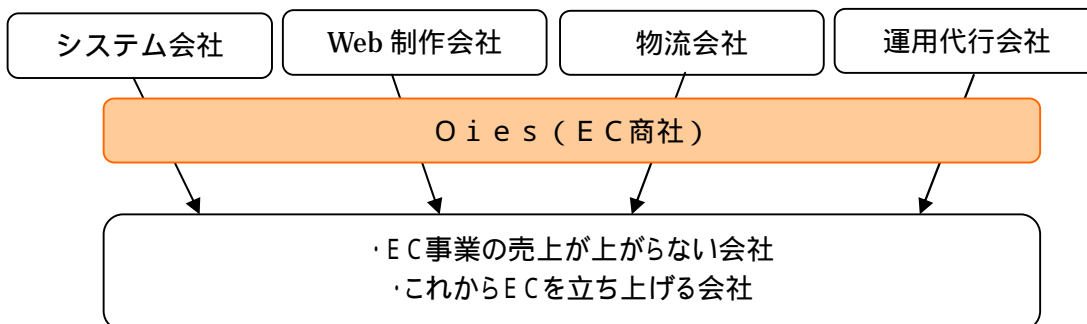 システム会社
Web 制作会社
物流会社
運用代行会社
Ｏｉｅｓ（ＥＣ商社）
・ＥＣ事業の売上が上がらない会社
・これからＥＣを立ち上げる会社